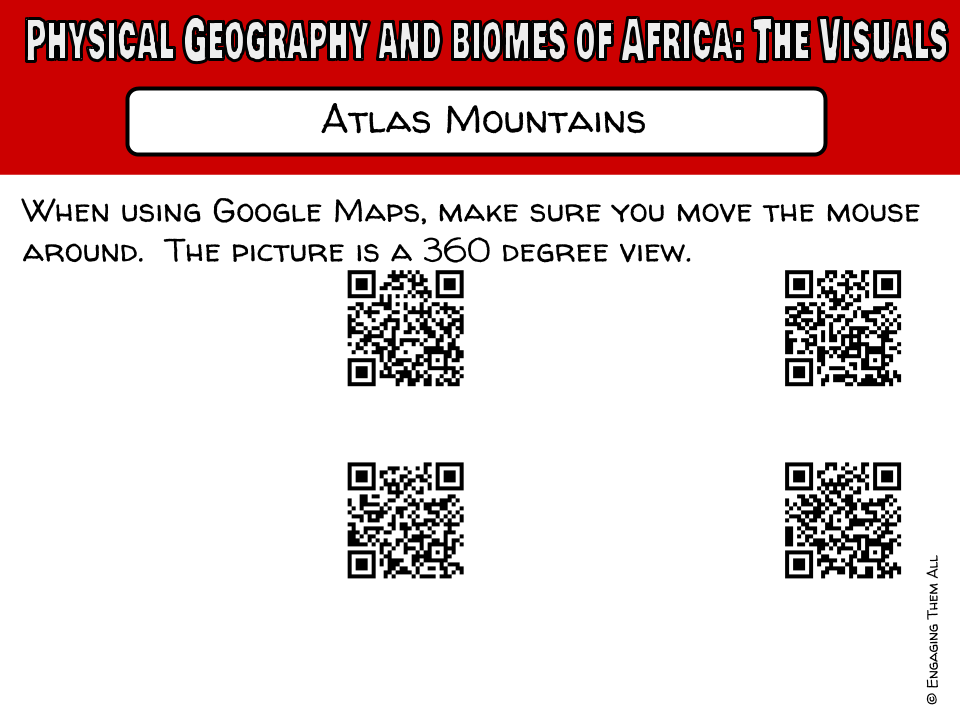 Physical Geography and biomes of Africa: The Visuals
Atlas Mountains
When using Google Maps, make sure you move the mouse
around. The picture is a 360 degree view.
© Engaging Them All